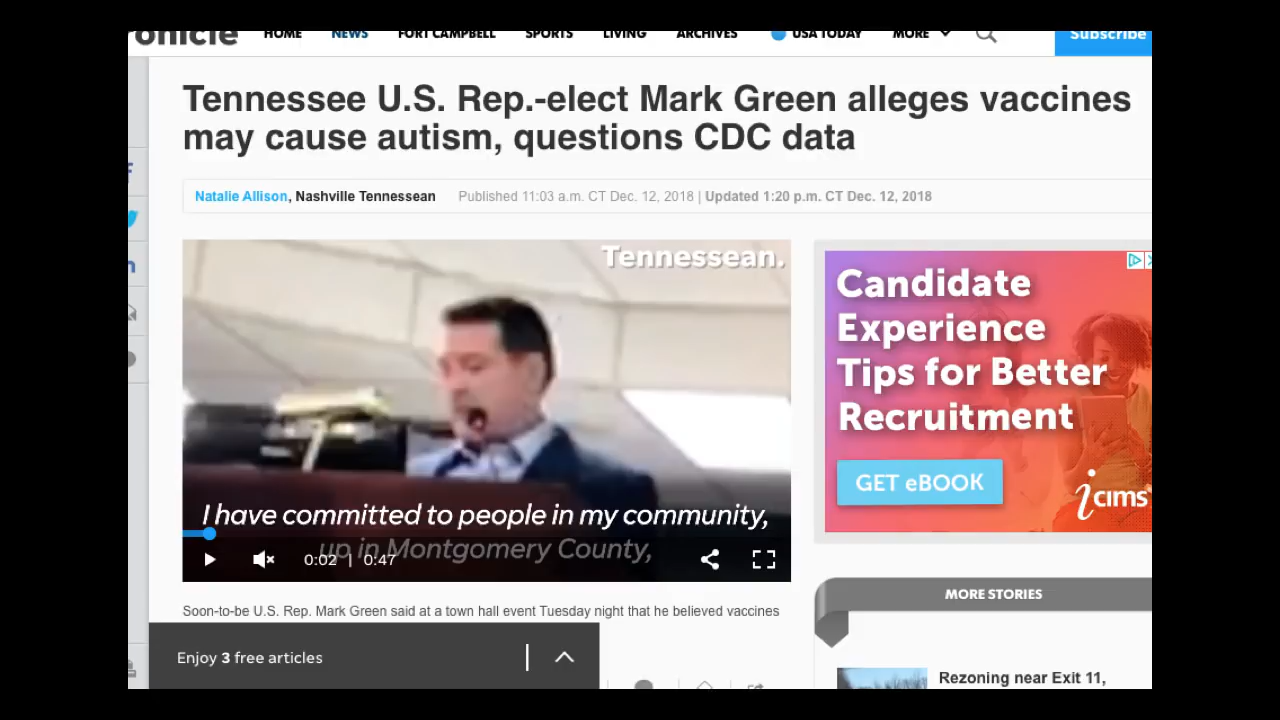 onicle HOME NEWS FORT CAMPBELL SPORTS LIVING ARCHIVES USA TODAY MORE Subscribe
Tennessee U.S. Rep.-elect Mark Green alleges vaccines
may cause autism, questions CDC data
Natalie Allison, Nashville Tennessean Published 11:03 a.m. CT Dec. 12, 2018 | Updated 1:20 p.m. CT Dec. 12, 2018
Tennessean.
I have committed to people in my community,
up in Montgomery County,
0:02 | 0:47
Soon-to-be U.S. Rep. Mark Green said at a town hall event Tuesday night that he believed vaccines
Enjoy 3 free articles
Candidate
Experience
Tips for Better
Recruitment
GET eBOOK
iCIMS
MORE STORIES
Rezoning near Exit 11,